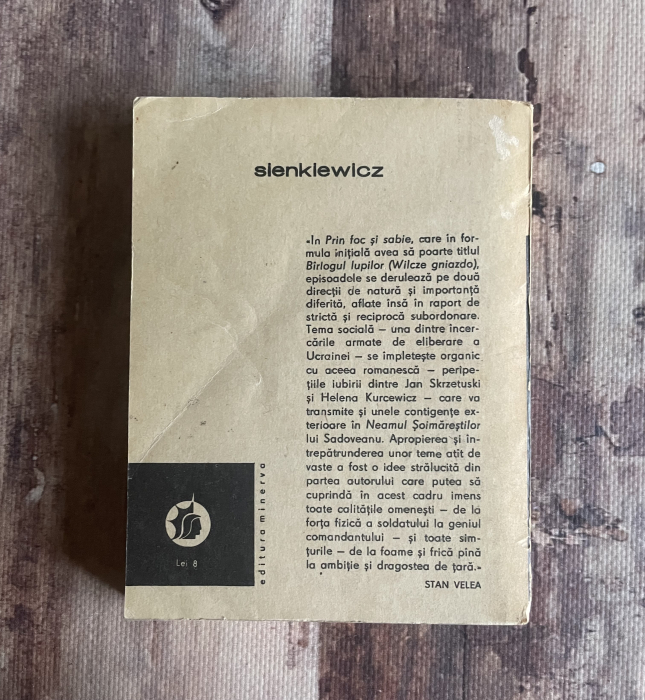 sienkiewicz
«In Prin foc și sabie, care în for-
mula inițială avea să poarte titlul
Bîrlogul lupilor (Wilcze gniazdo),
episoadele se derulează pe două
direcții de natură și importanță
diferită, aflate însă în raport de
strictă și reciprocă subordonare.
Tema socială — una dintre încer-
cările armate de eliberare a
Ucrainei — se împletește organic
cu aceea romanescă — peripe-
țiile iubirii dintre Jan Skrzetuski
și Helena Kurcewicz — care va
transmite și unele contigențe ex-
terioare în Neamul Șoimăreștilor
lui Sadoveanu. Apropierea și în-
trepătrunderea unor teme atît de
vaste a fost o idee strălucită din
partea autorului care putea să
cuprindă în acest cadru imens
toate calitățile omenești — de la
forța fizică a soldatului la geniul
comandantului — și toate sim-
țurile — de la foame și frică pînă
la ambiție și dragostea de țară.»
STAN VELEA
editura minerva
Lei 8